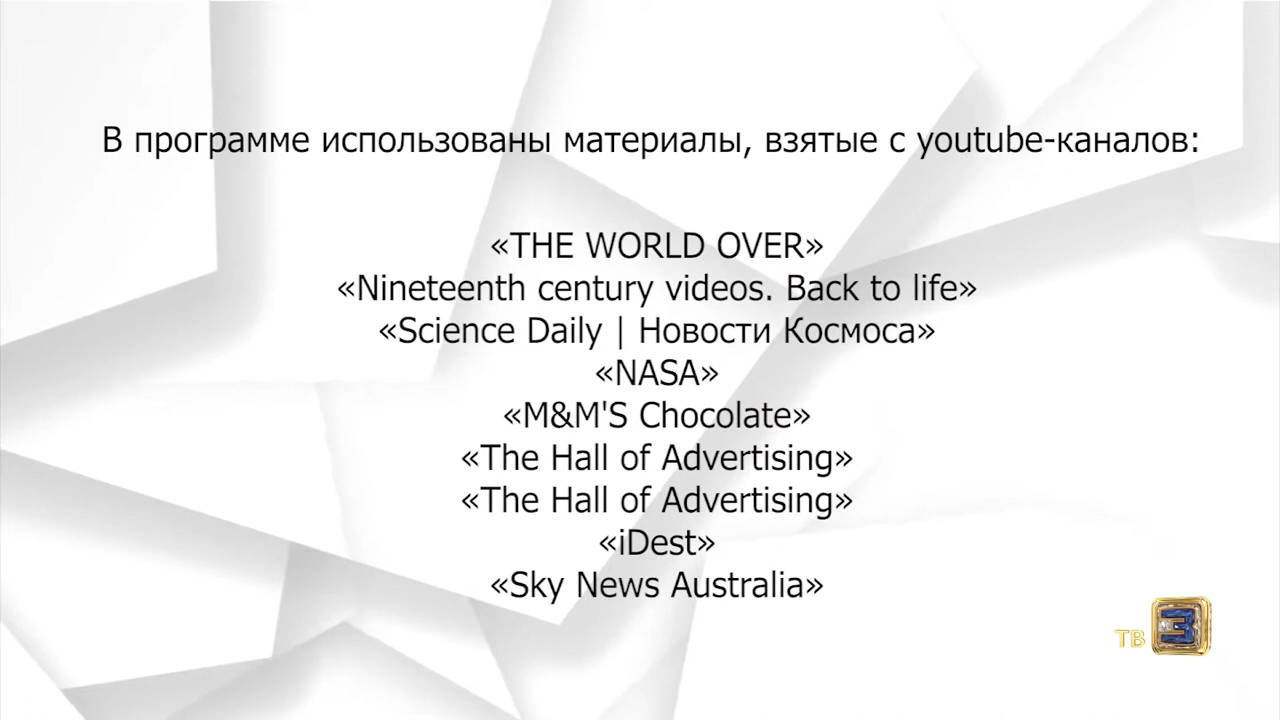 В программе использованы материалы, взятые с youtube-каналов:
«THE WORLD OVER»
«Nineteenth century videos. Back to life»
«Science Daily | Новости Космоса»
«NASA»
«M&M'S Chocolate»
«The Hall of Advertising»
«The Hall of Advertising»
«iDest»
«Sky News Australia»
ТВ 3